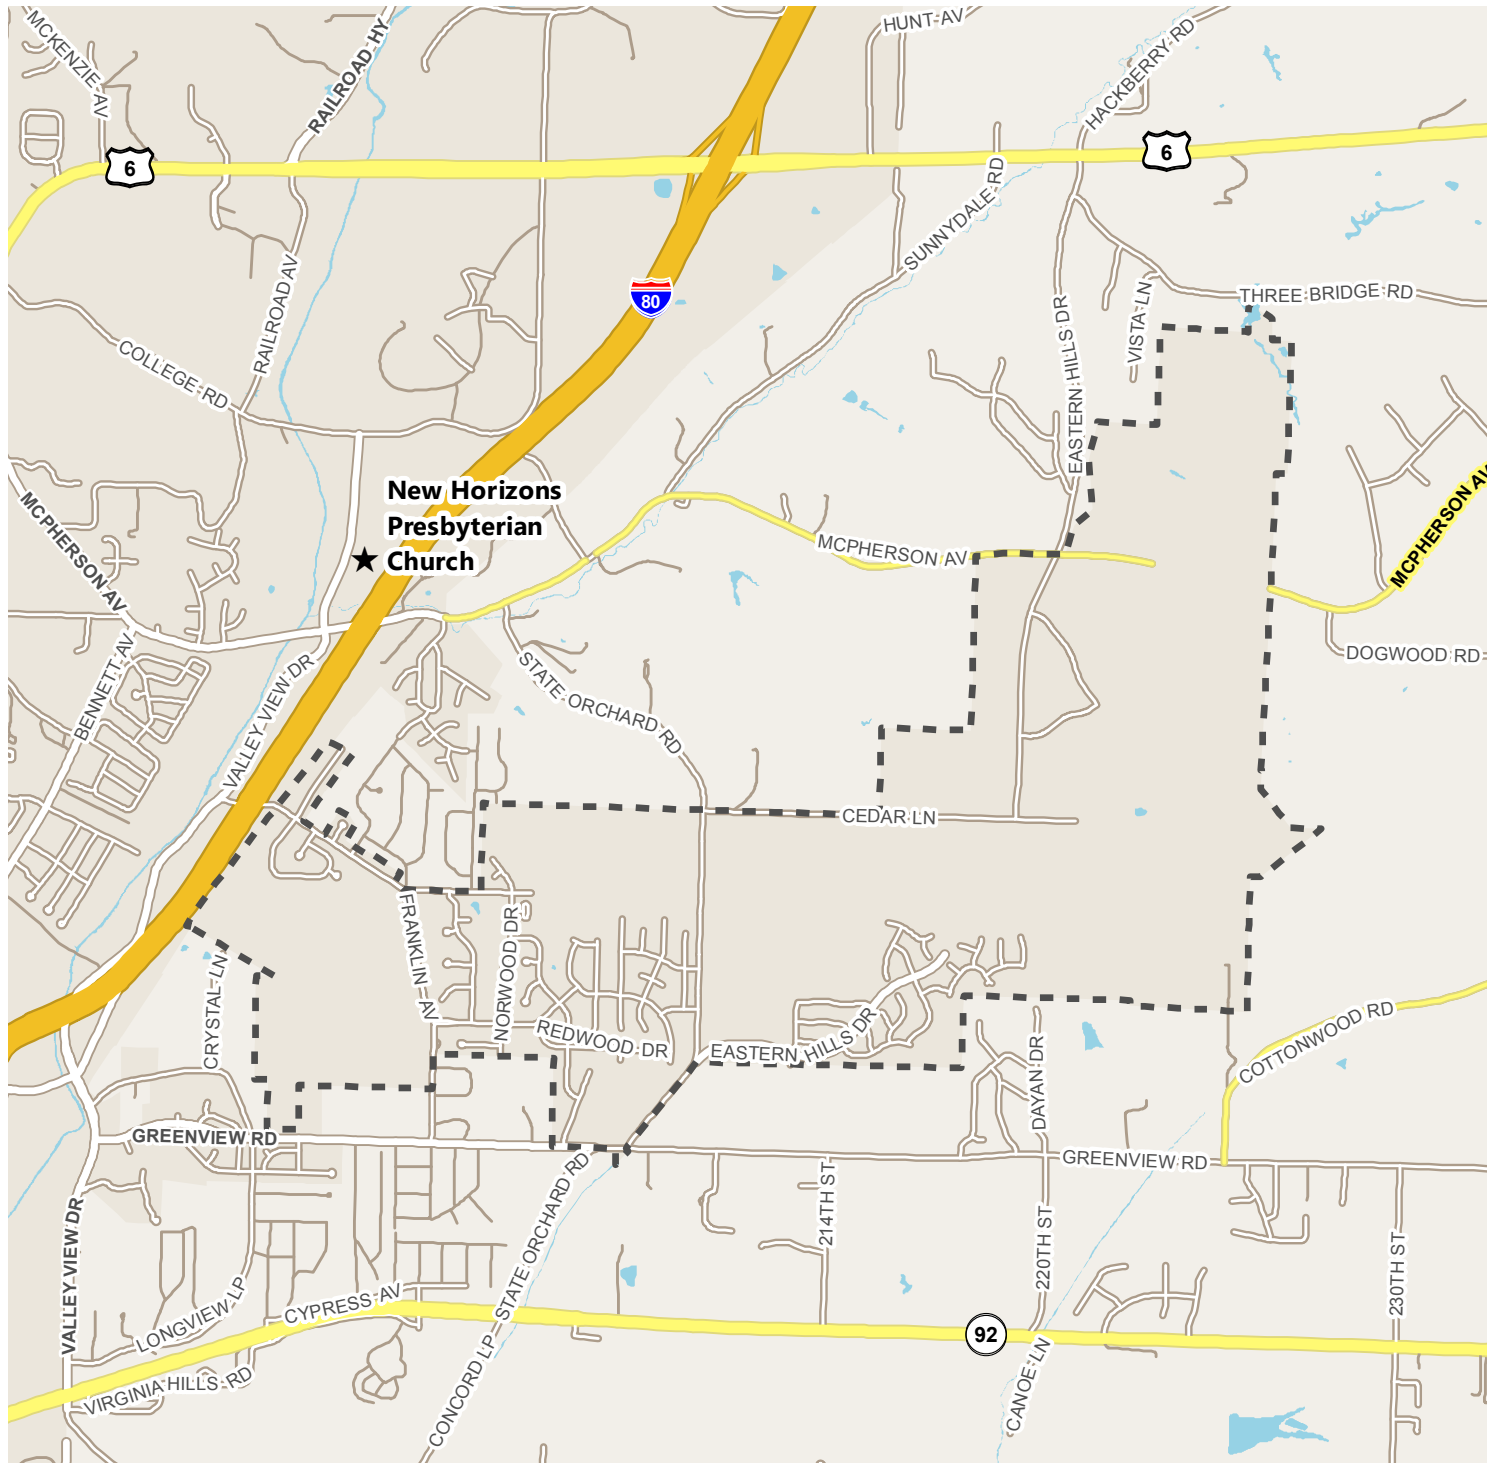 MCKENZIE AV
RAILROAD HY
HUNT AV
HACKBERRY RD
6
6
SUNNYDALE RD
RAILROAD AV
80
EASTERN HILLS DR
VISTA LN
THREE BRIDGE RD
COLLEGE RD
New Horizons
Presbyterian
Church
MCPHERSON AV
MCPHERSON AV
MCPHERSON AV
BENNETT AV
VALLEY VIEW DR
STATE ORCHARD RD
DOGWOOD RD
CEDAR LN
FRANKLIN AV
NORWOOD DR
CRYSTAL LN
REDWOOD DR
EASTERN HILLS DR
DAYAN DR
COTTONWOOD RD
GREENVIEW RD
GREENVIEW RD
STATE ORCHARD RD
214TH ST
220TH ST
230TH ST
VALLEY VIEW DR
LONGVIEW LP
CYPRESS AV
92
CONCORD LP
CANOE LN
VIRGINIA HILLS RD